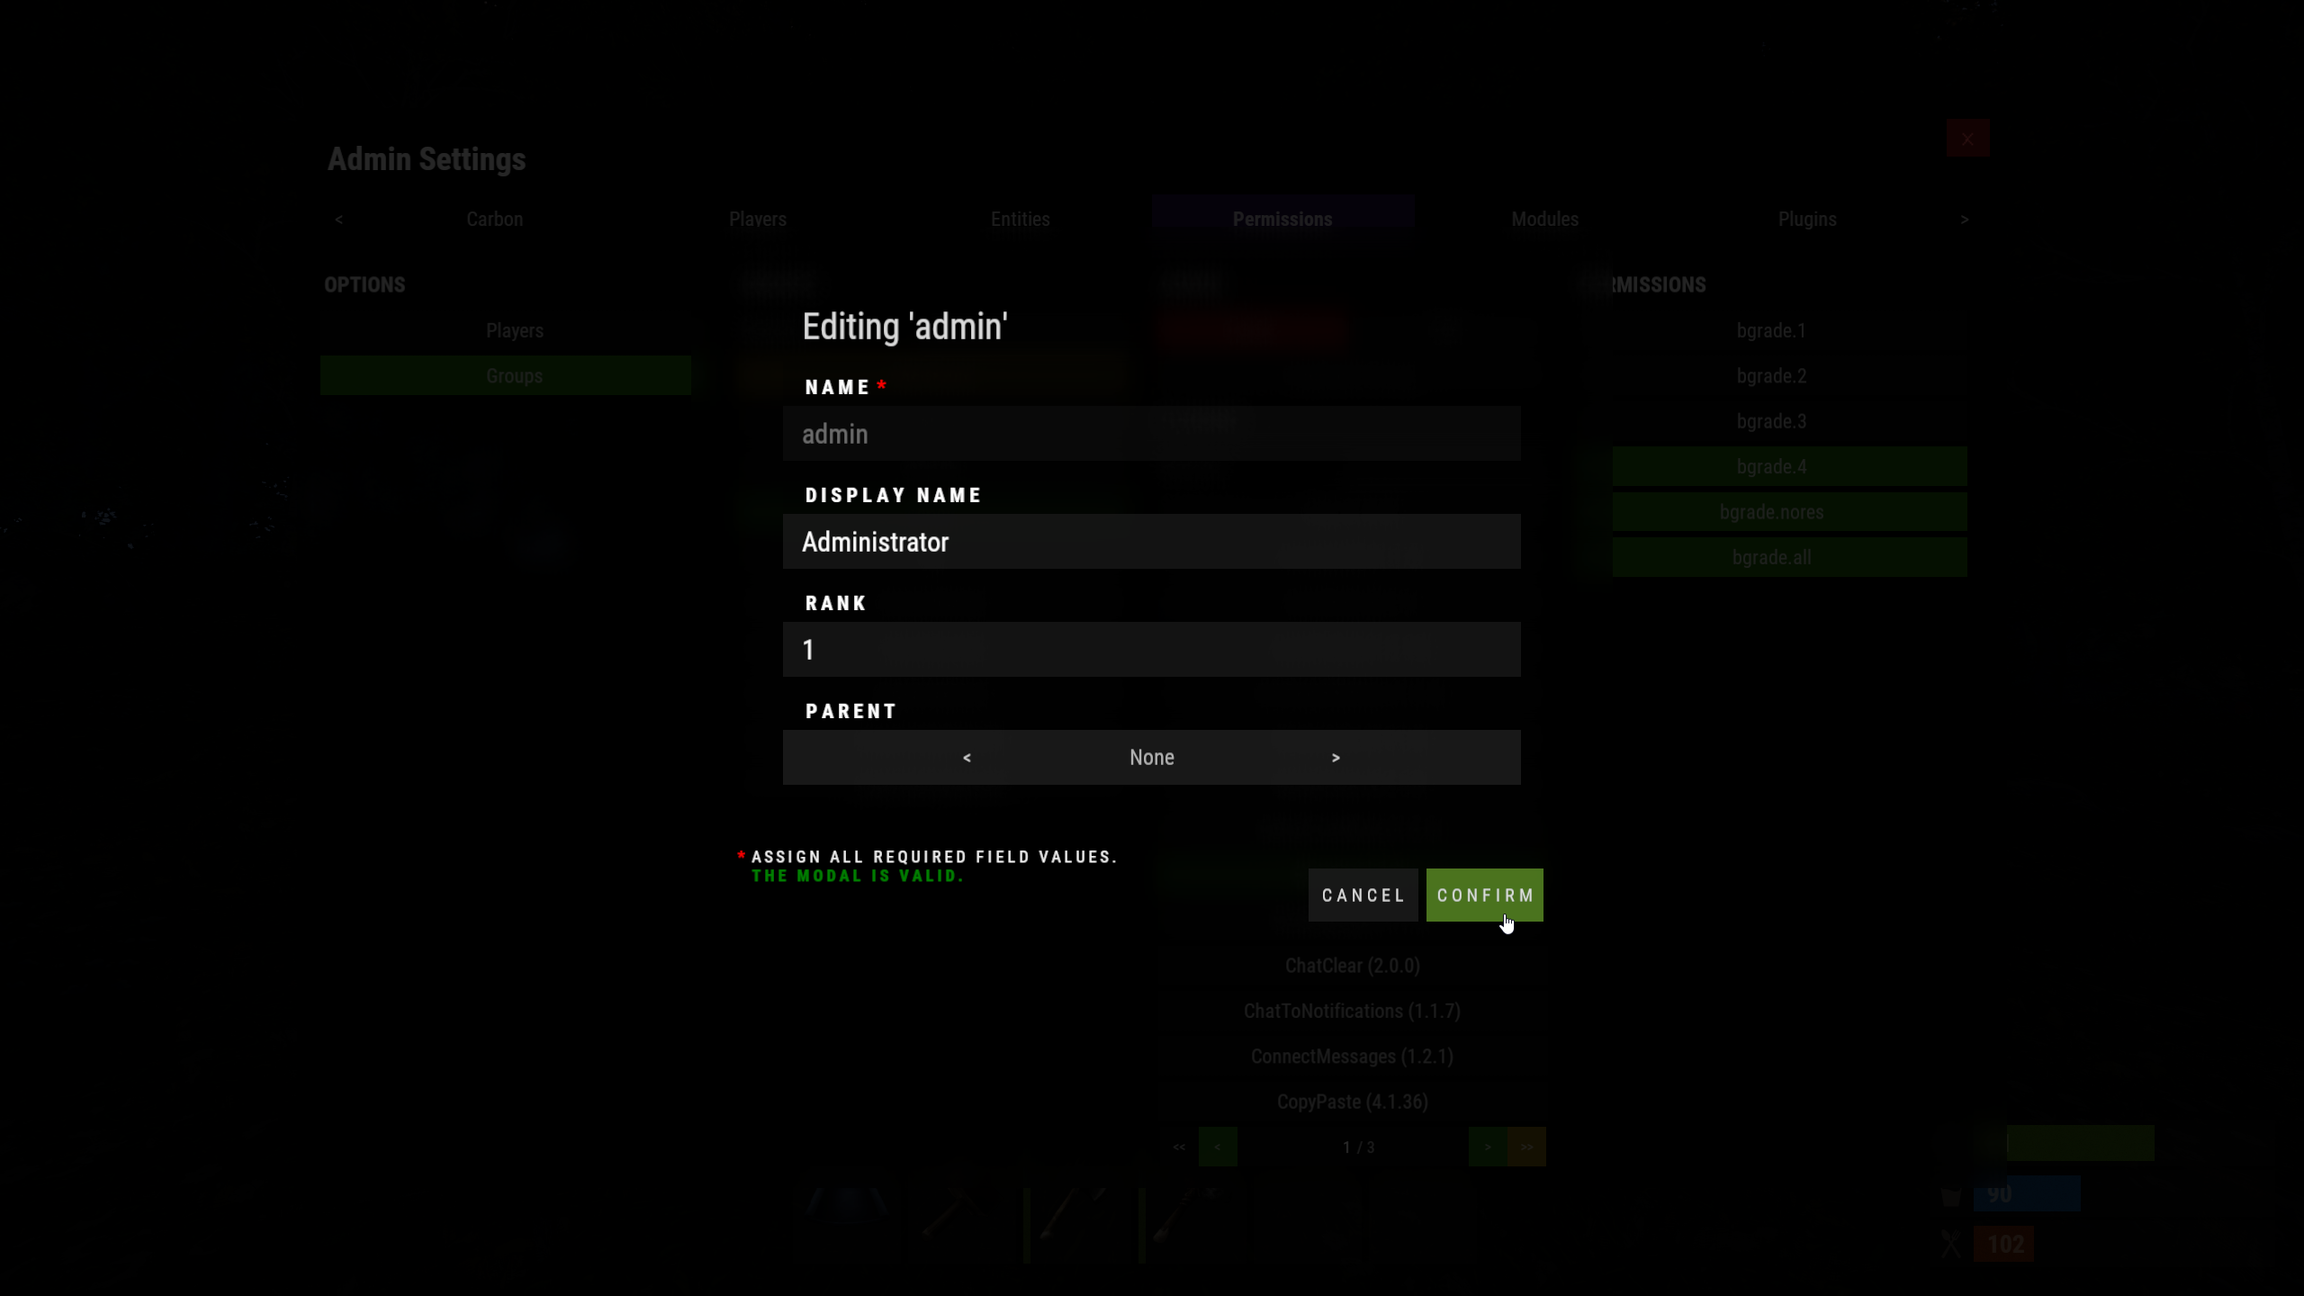 Admin Settings
X
< Carbon Players Entities Permissions Modules Plugins >
OPTIONS
RMISSIONS
Players
Groups
bgrade.1
bgrade.2
bgrade.3
bgrade.4
bgrade.nores
bgrade.all
Editing 'admin'
NAME *
admin
DISPLAY NAME
Administrator
RANK
1
PARENT
< None >
* ASSIGN ALL REQUIRED FIELD VALUES.
THE MODAL IS VALID.
CANCEL CONFIRM
ChatClear (2.0.0)
ChatToNotifications (1.1.7)
ConnectMessages (1.2.1)
CopyPaste (4.1.36)
<< < 1 / 3 > >>
90
102